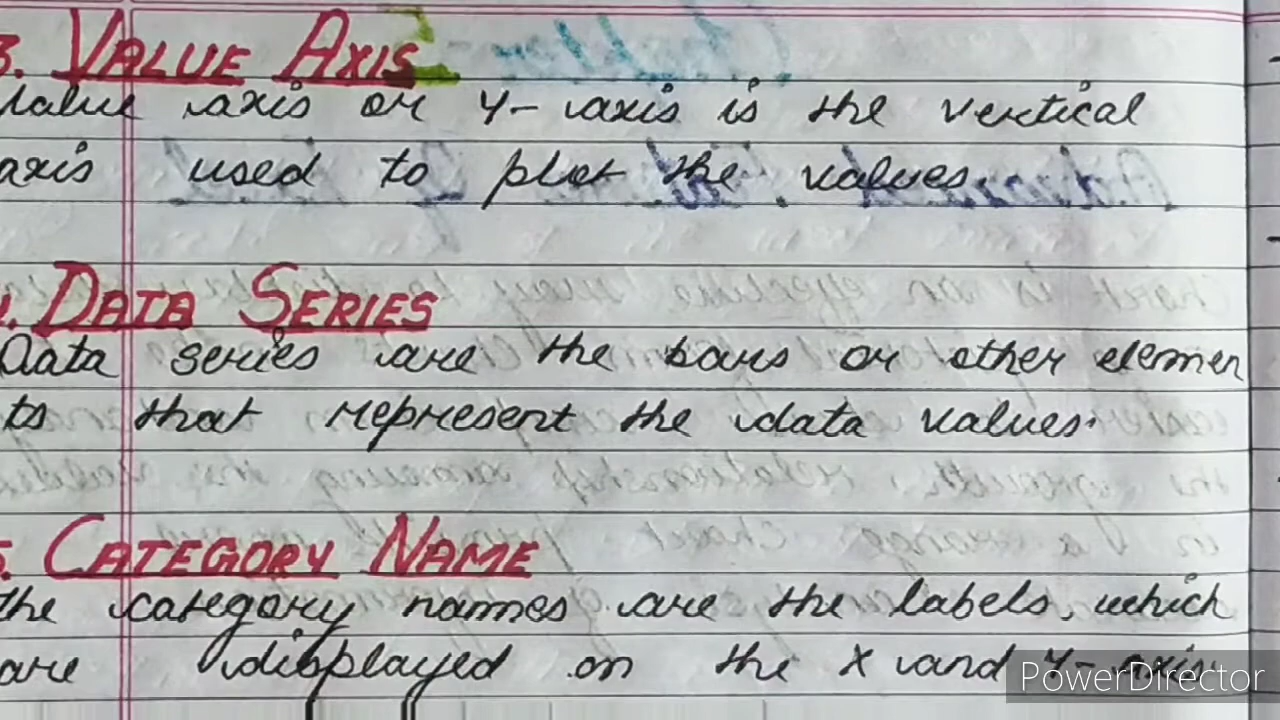 3. VALUE AXIS
Value axis or Y- axis is the vertical
axis used to plot the values.
4. DATA SERIES
Data series are the bars or other elemen
ts that represent the data values.
5. CATEGORY NAME
The category names are the labels, which
are displayed on the X and Y- axis.
PowerDirector